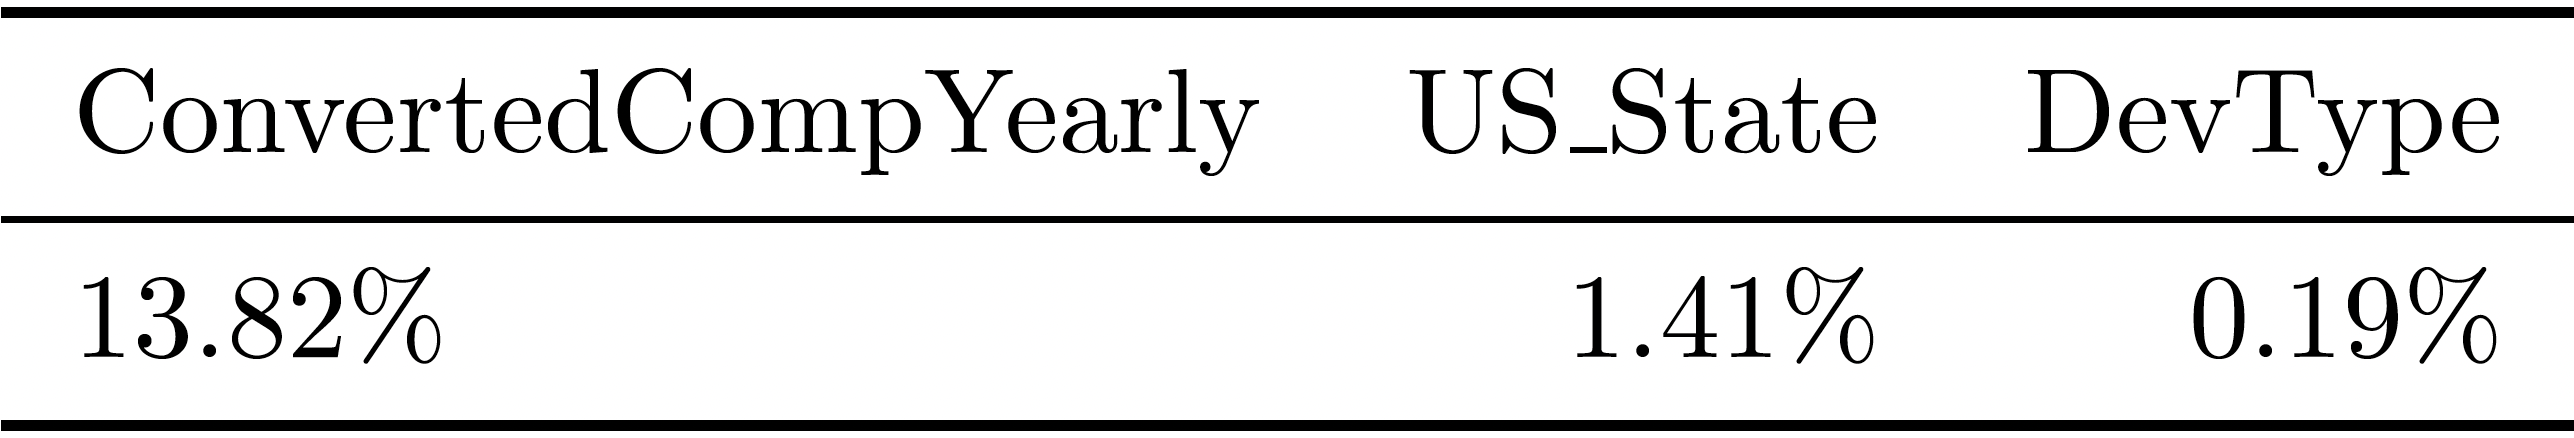 ConvertedCompYearly US_State DevType
13.82% 1.41% 0.19%